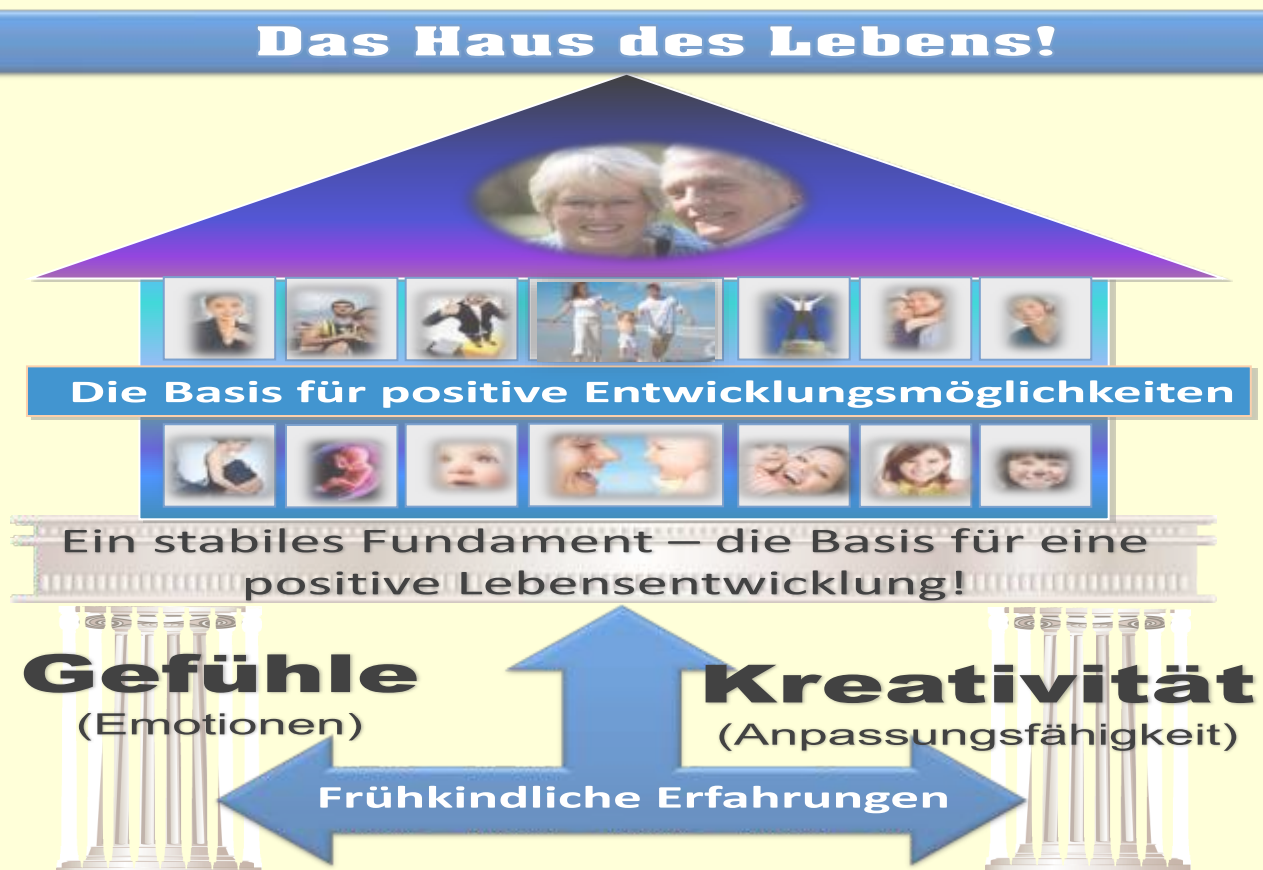 Das Haus des Lebens!
Die Basis für positive Entwicklungsmöglichkeiten
Ein stabiles Fundament – die Basis für eine
positive Lebensentwicklung!
Gefühle
(Emotionen)
Kreativität
(Anpassungsfähigkeit)
Frühkindliche Erfahrungen